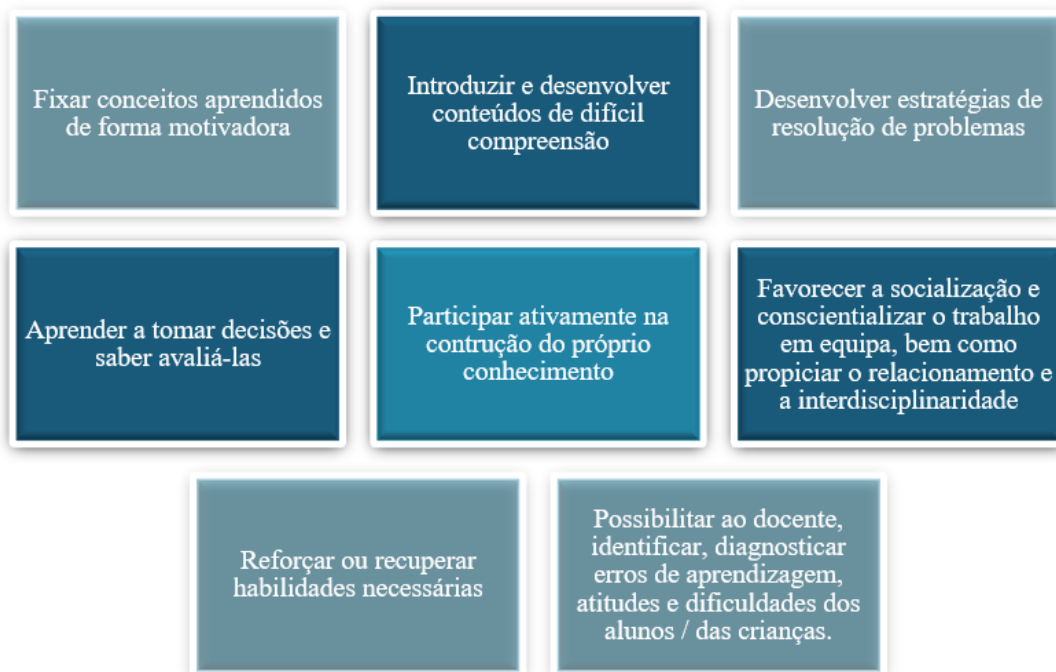 Fixar conceitos aprendidos
de forma motivadora
Introduzir e desenvolver
conteúdos de difícil
compreensão
Desenvolver estratégias de
resolução de problemas
Aprender a tomar decisões e
saber avaliá-las
Participar ativamente na
contrução do próprio
conhecimento
Favorecer a socialização e
conscientializar o trabalho
em equipa, bem como
propiciar o relacionamento e
a interdisciplinaridade
Reforçar ou recuperar
habilidades necessárias
Possibilitar ao docente,
identificar, diagnosticar
erros de aprendizagem,
atitudes e dificuldades dos
alunos / das crianças.